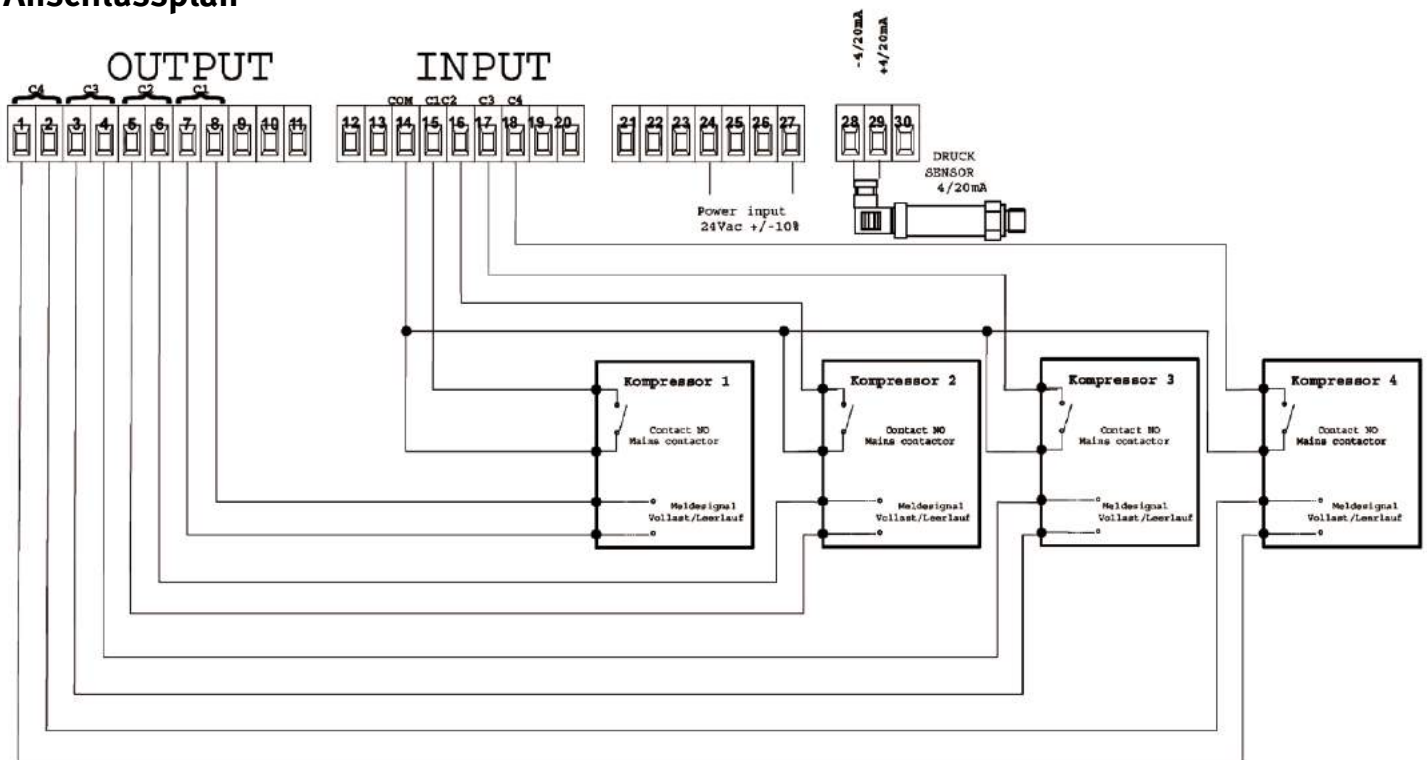 Anschlussplan
OUTPUT
INPUT
-4/20mA
+4/20mA
C4 C3 C2 C1
COM C1C2 C3 C4
1 2 3 4 5 6 7 8 9 10 11
12 13 14 15 16 17 18 19 20
21 22 23 24 25 26 27
28 29 30
DRUCK
SENSOR
4/20mA
Power input
24Vac +/-10%
Kompressor 1
Contact NO
Mains contactor
Meldesignal
Vollast/Leerlauf
Kompressor 2
Contact NO
Mains contactor
Meldesignal
Vollast/Leerlauf
Kompressor 3
Contact NO
Mains contactor
Meldesignal
Vollast/Leerlauf
Kompressor 4
Contact NO
Mains contactor
Meldesignal
Vollast/Leerlauf